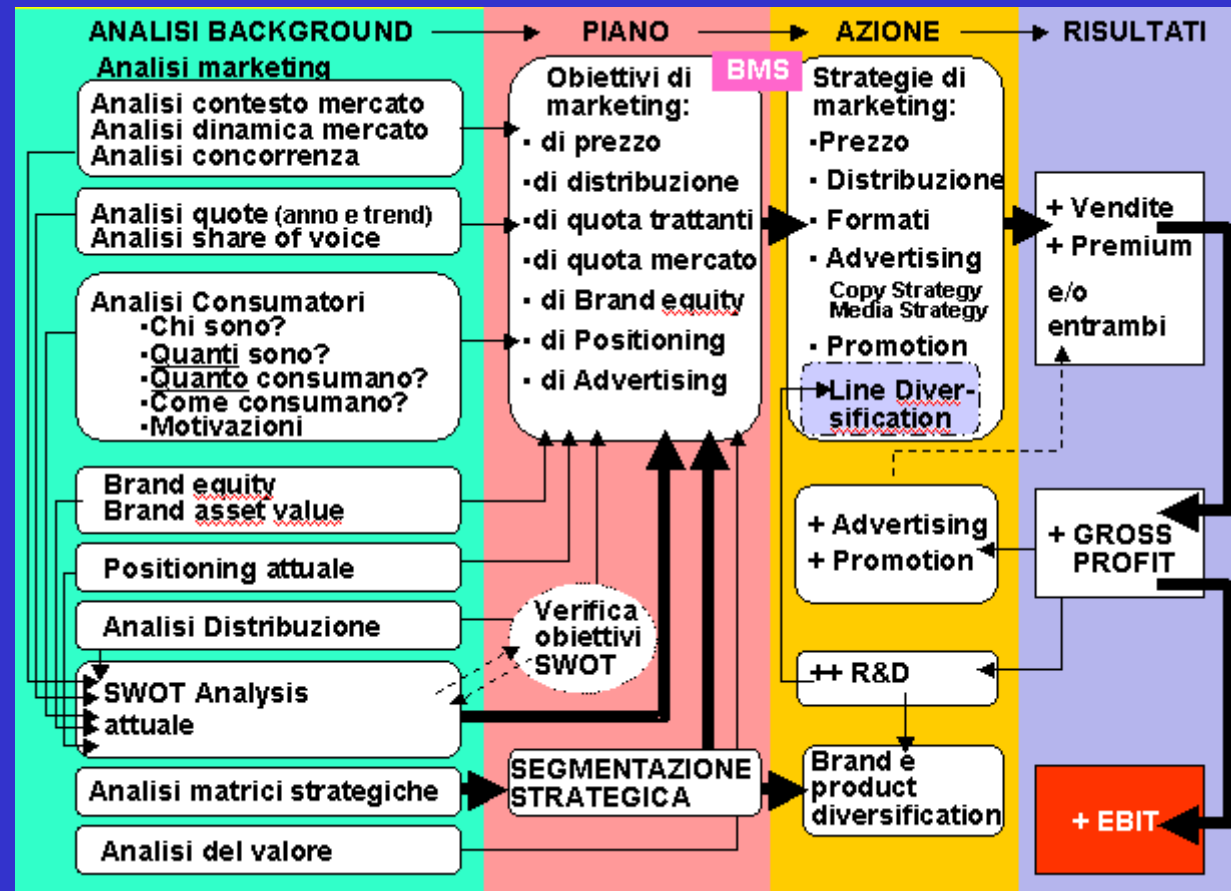 ANALISI BACKGROUND
PIANO
AZIONE
RISULTATI
Analisi marketing
Analisi contesto mercato
Analisi dinamica mercato
Analisi concorrenza
Analisi quote (anno e trend)
Analisi share of voice
Analisi Consumatori
·Chi sono?
·Quanti sono?
·Quanto consumano?
·Come consumano?
·Motivazioni
Brand equity
Brand asset value
Positioning attuale
Analisi Distribuzione
SWOT Analysis
attuale
Analisi matrici strategiche
Analisi del valore
BMS
Obiettivi di
marketing:
· di prezzo
·di distribuzione
·di quota trattanti
·di quota mercato
· di Brand equity
· di Positioning
· di Advertising
Verifica
obiettivi
SWOT
SEGMENTAZIONE
STRATEGICA
Strategie di
marketing:
·Prezzo
· Distribuzione
· Formati
· Advertising
Copy Strategy
Media Strategy
· Promotion
·Line Diver-
sification
+ Advertising
+ Promotion
++ R&D
Brand e
product
diversification
+ Vendite
+ Premium
e/o
entrambi
+ GROSS
PROFIT
+ EBIT